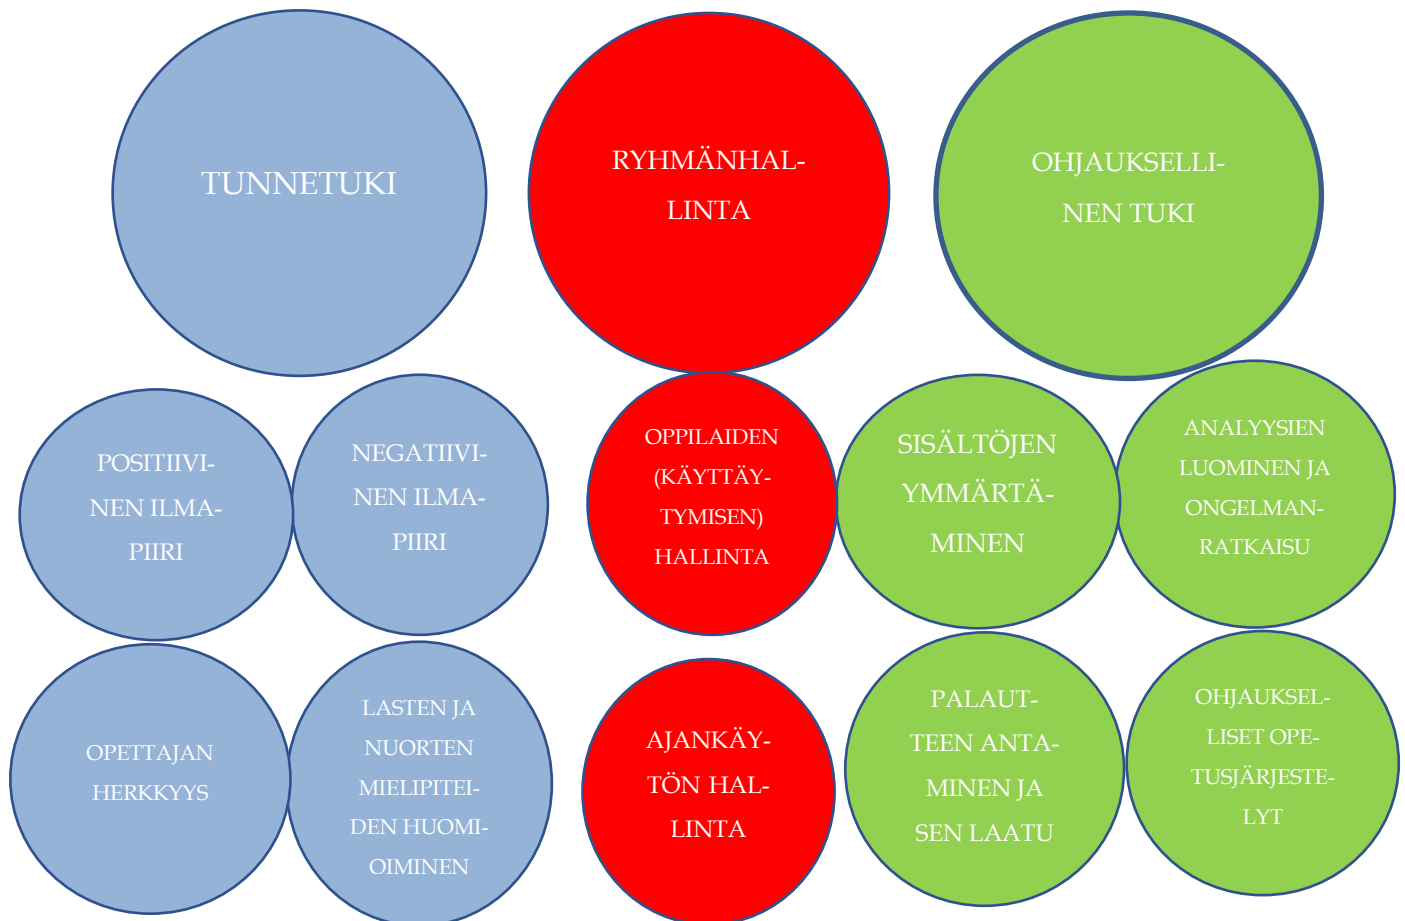 TUNNETUKI
RYHMÄNHAL-
LINTA
OHJAUKSELLI-
NEN TUKI
POSITIIVI-
NEN ILMA-
PIIRI
NEGATIIVI-
NEN ILMA-
PIIRI
OPPILAIDEN
(KÄYTTÄY-
TYMISEN)
HALLINTA
SISÄLTÖJEN
YMMÄRTÄ-
MINEN
ANALYYSIEN
LUOMINEN JA
ONGELMAN-
RATKAISU
OPETTAJAN
HERKKYYS
LASTEN JA
NUORTEN
MIELIPITEI-
DEN HUOMI-
OIMINEN
AJANKÄY-
TÖN HAL-
LINTA
PALAUT-
TEEN ANTA-
MINEN JA
SEN LAATU
OHJAUKSEL-
LISET OPE-
TUSJÄRJESTE-
LYT